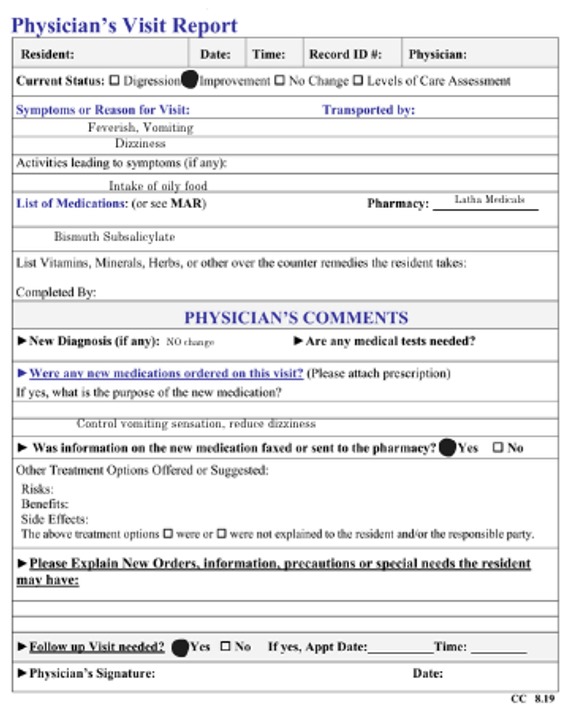 Physician's Visit Report
Resident: Date: Time: Record ID #: Physician:
Current Status: ☐ Digression ● Improvement ☐ No Change ☐ Levels of Care Assessment
Symptoms or Reason for Visit: Transported by:
Feverish, Vomiting
Dizziness
Activities leading to symptoms (if any):
Intake of oily food
List of Medications: (or see MAR) Pharmacy: Latha Medicals
Bismuth Subsalicylate
List Vitamins, Minerals, Herbs, or other over the counter remedies the resident takes:
Completed By:
PHYSICIAN'S COMMENTS
►New Diagnosis (if any): NO change ►Are any medical tests needed?
►Were any new medications ordered on this visit? (Please attach prescription)
If yes, what is the purpose of the new medication?
Control vomiting sensation, reduce dizziness
► Was information on the new medication faxed or sent to the pharmacy? ● Yes ☐ No
Other Treatment Options Offered or Suggested:
Risks:
Benefits:
Side Effects:
The above treatment options ☐ were or ☐ were not explained to the resident and/or the responsible party.
►Please Explain New Orders, information, precautions or special needs the resident
may have:
►Follow up Visit needed? ● Yes ☐ No If yes, Appt Date:________ Time: ________
►Physician's Signature: Date:
CC 8.19